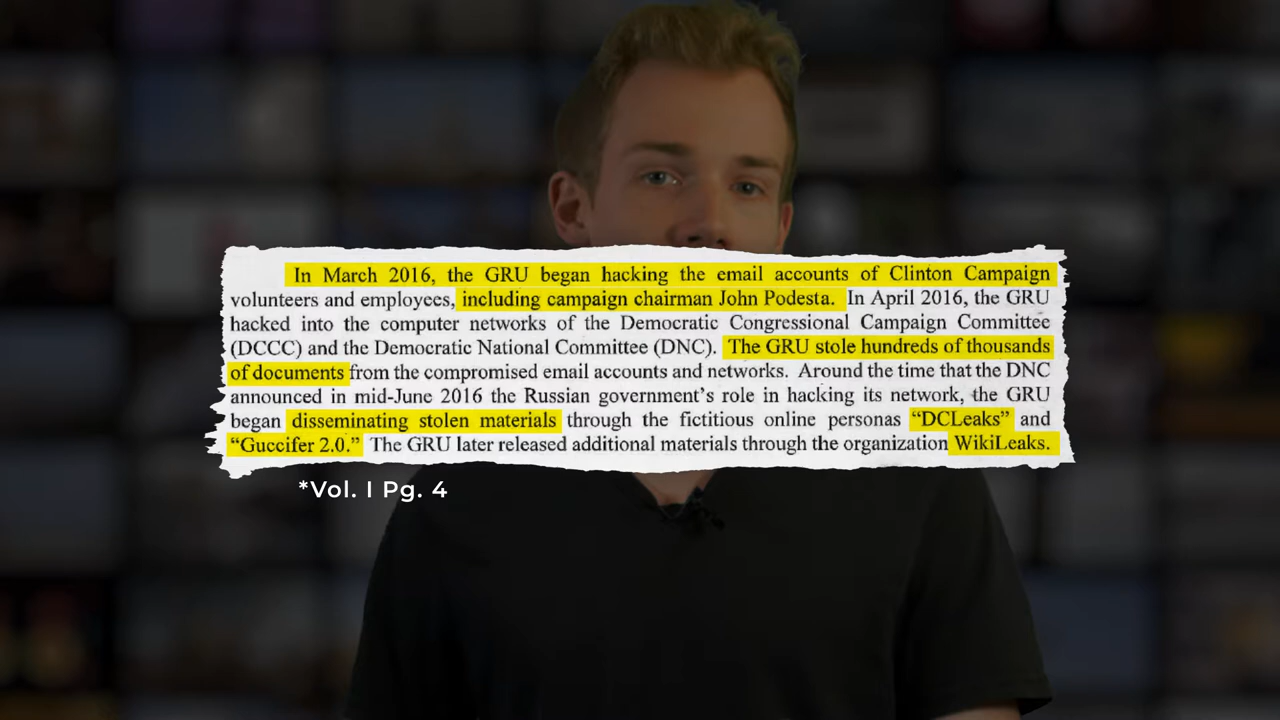 In March 2016, the GRU began hacking the email accounts of Clinton Campaign
volunteers and employees, including campaign chairman John Podesta. In April 2016, the GRU
hacked into the computer networks of the Democratic Congressional Campaign Committee
(DCCC) and the Democratic National Committee (DNC). The GRU stole hundreds of thousands
of documents from the compromised email accounts and networks. Around the time that the DNC
announced in mid-June 2016 the Russian government’s role in hacking its network, the GRU
began disseminating stolen materials through the fictitious online personas “DCLeaks” and
“Guccifer 2.0.” The GRU later released additional materials through the organization WikiLeaks.
*Vol. I Pg. 4